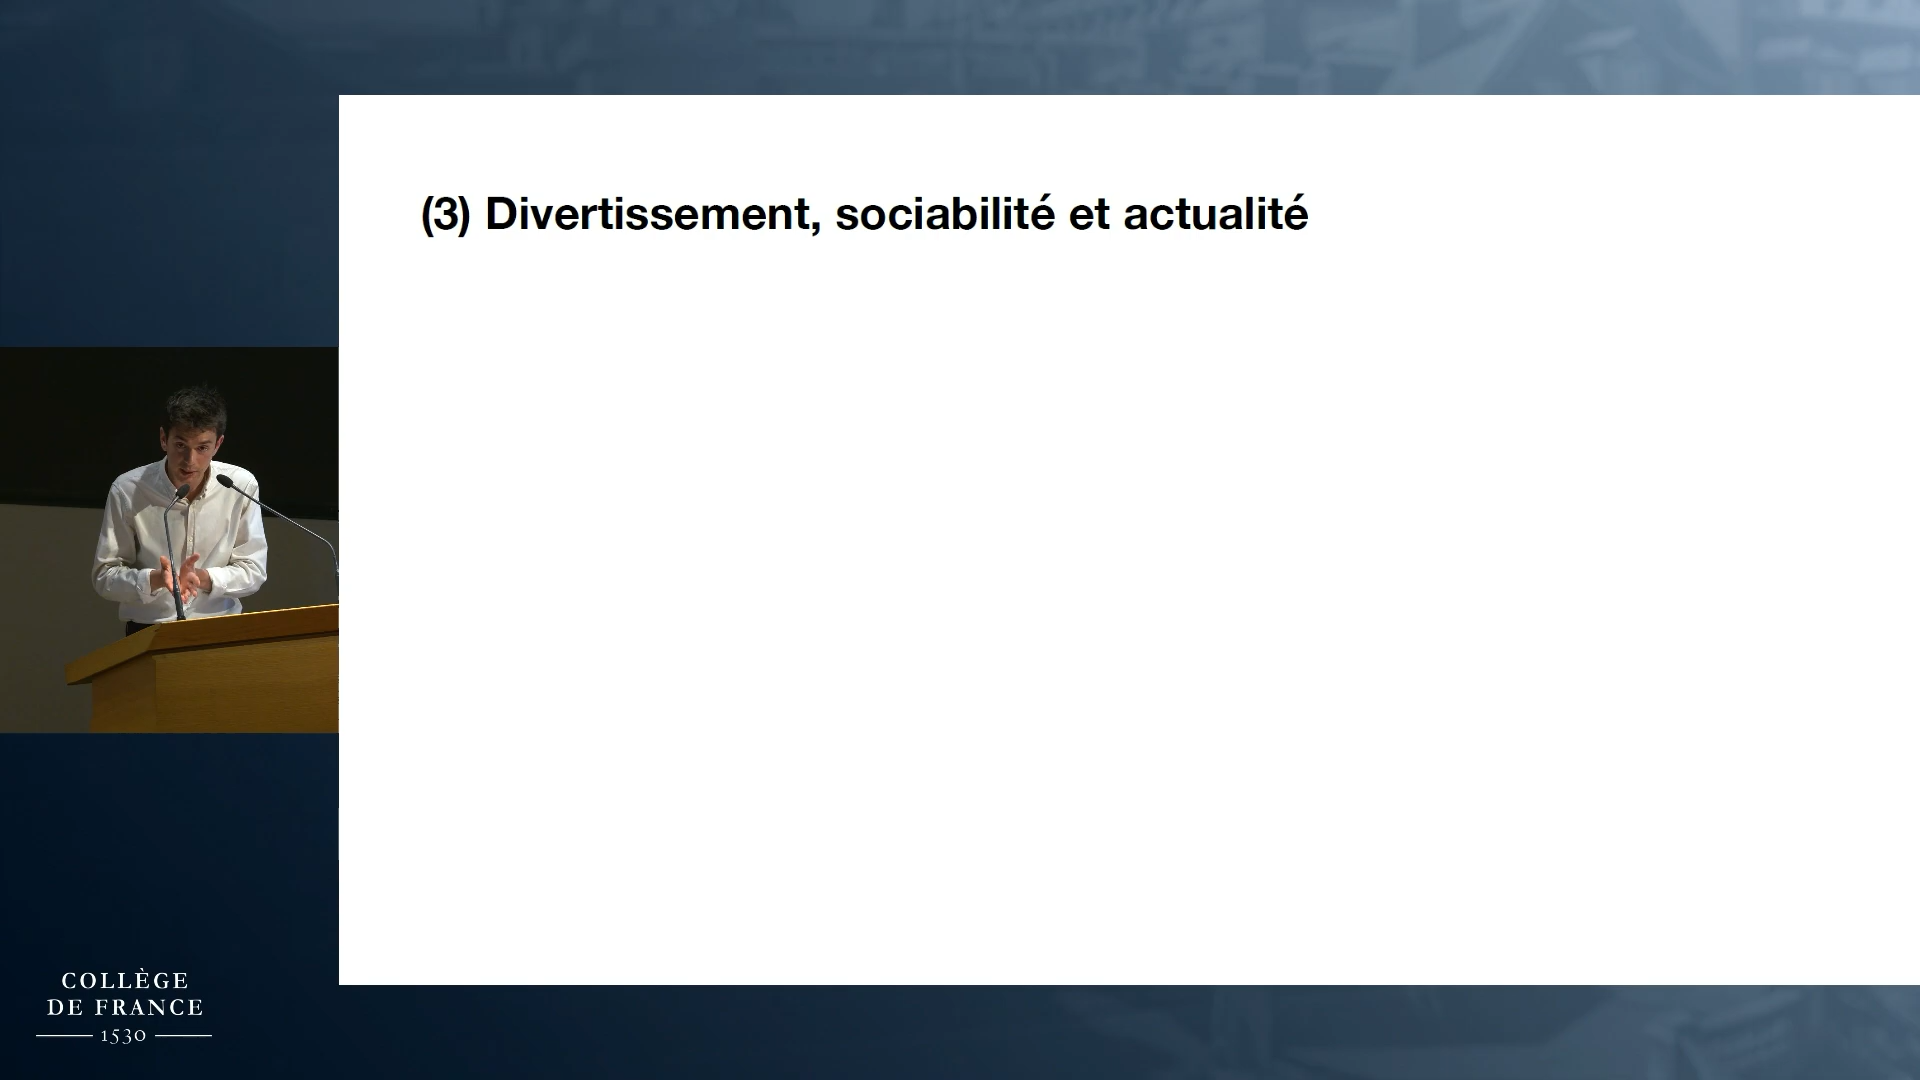 (3) Divertissement, sociabilité et actualité
COLLÈGE
DE FRANCE
1530